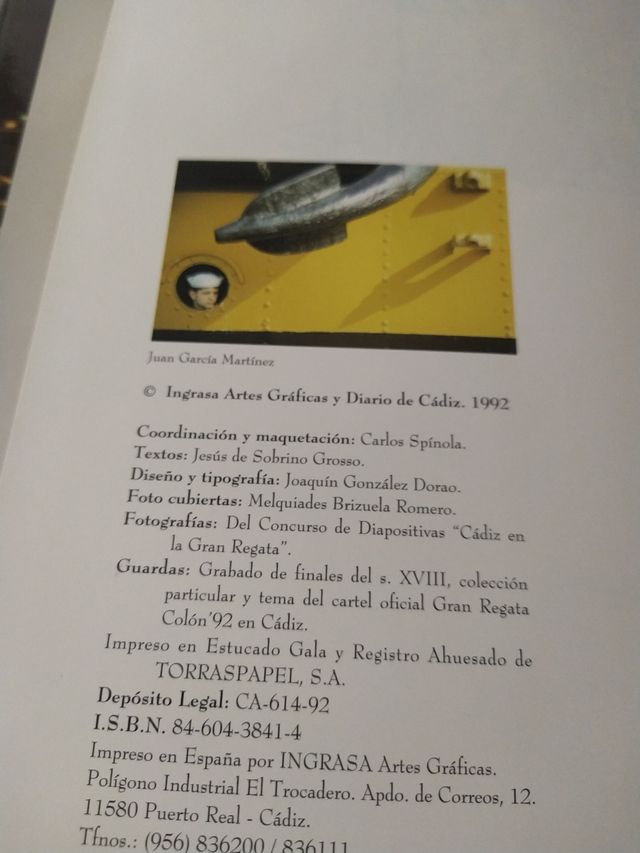 Juan García Martínez
© Ingrasa Artes Gráficas y Diario de Cádiz. 1992
Coordinación y maquetación: Carlos Spínola.
Textos: Jesús de Sobrino Grosso.
Diseño y tipografía: Joaquín González Dorao.
Foto cubiertas: Melquiades Brizuela Romero.
Fotografías: Del Concurso de Diapositivas “Cádiz en
la Gran Regata”.
Guardas: Grabado de finales del s. XVIII, colección
particular y tema del cartel oficial Gran Regata
Colón’92 en Cádiz.
Impreso en Estucado Gala y Registro Ahuesado de
TORRASPAPEL, S.A.
Depósito Legal: CA-614-92
I.S.B.N. 84-604-3841-4
Impreso en España por INGRASA Artes Gráficas.
Polígono Industrial El Trocadero. Apdo. de Correos, 12.
11580 Puerto Real - Cádiz.
Tfnos.: (956) 836200 / 836111